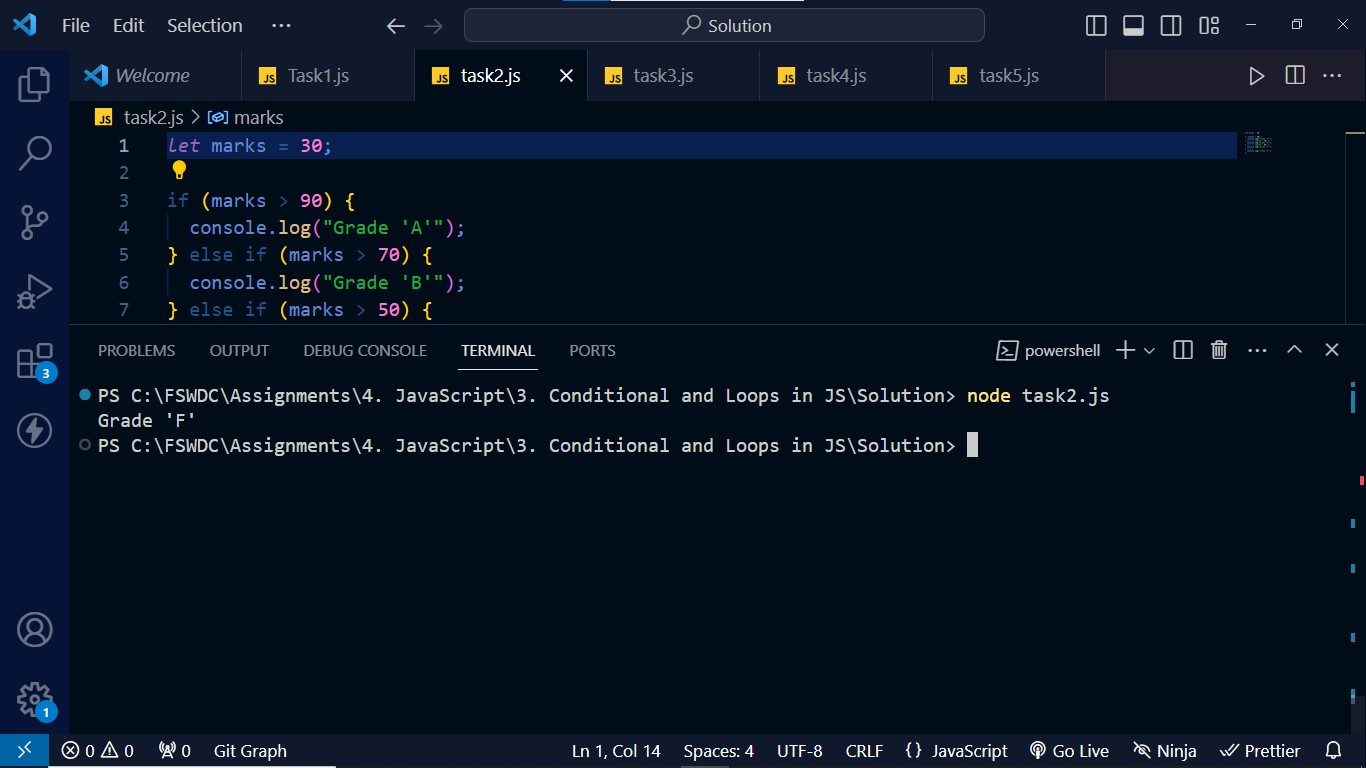 File Edit Selection ··· Solution
Welcome Task1.js task2.js task3.js task4.js task5.js ···
task2.js > marks
1 let marks = 30;
2
3 if (marks > 90) {
4 console.log("Grade 'A'");
5 } else if (marks > 70) {
6 console.log("Grade 'B'");
7 } else if (marks > 50) {
PROBLEMS OUTPUT DEBUG CONSOLE TERMINAL PORTS powershell ···
PS C:\FSWDC\Assignments\4. JavaScript\3. Conditional and Loops in JS\Solution> node task2.js
Grade 'F'
PS C:\FSWDC\Assignments\4. JavaScript\3. Conditional and Loops in JS\Solution>
3
1
0 0 0 Git Graph Ln 1, Col 14 Spaces: 4 UTF-8 CRLF {} JavaScript Go Live Ninja Prettier